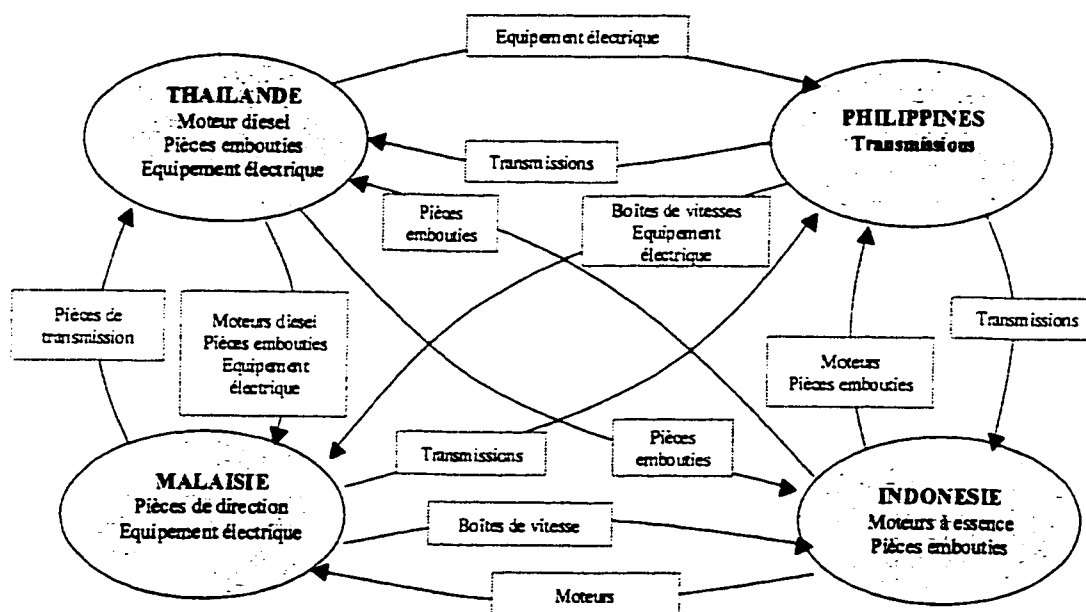 Equipement électrique
THAILANDE
Moteur diesel
Pièces embouties
Equipement électrique
PHILIPPINES
Transmissions
Transmissions
Pièces
embouties
Boîtes de vitesses
Equipement
électrique
Pièces de
transmission
Moteurs diesel
Pièces embouties
Equipement
électrique
Moteurs
Pièces embouties
Transmissions
Transmissions
Pièces
embouties
MALAISIE
Pièces de direction
Equipement électrique
Boîtes de vitesse
INDONESIE
Moteurs à essence
Pièces embouties
Moteurs